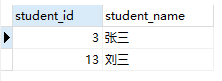 student_id student_name
3 张三
13 刘三